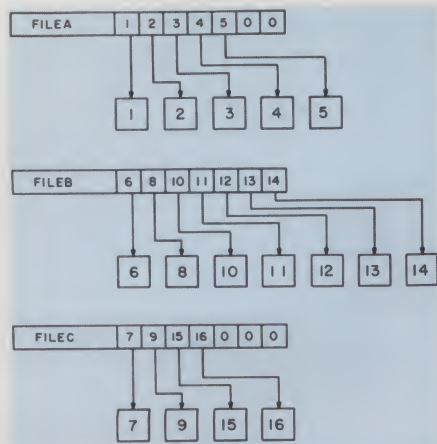 FILEA 1 2 3 4 5 0 0
1 2 3 4 5
FILEB 6 8 10 11 12 13 14
6 8 10 11 12 13 14
FILEC 7 9 15 16 0 0 0
7 9 15 16